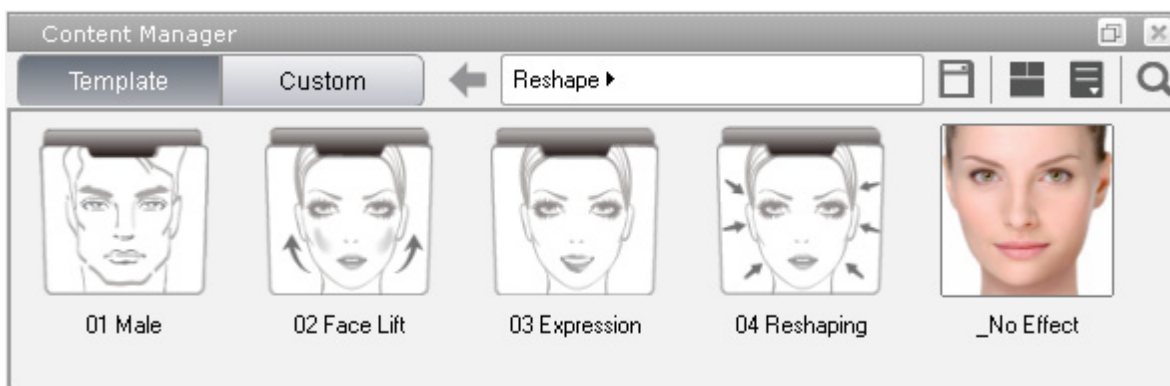 Content Manager
Template Custom Reshape
01 Male 02 Face Lift 03 Expression 04 Reshaping _No Effect